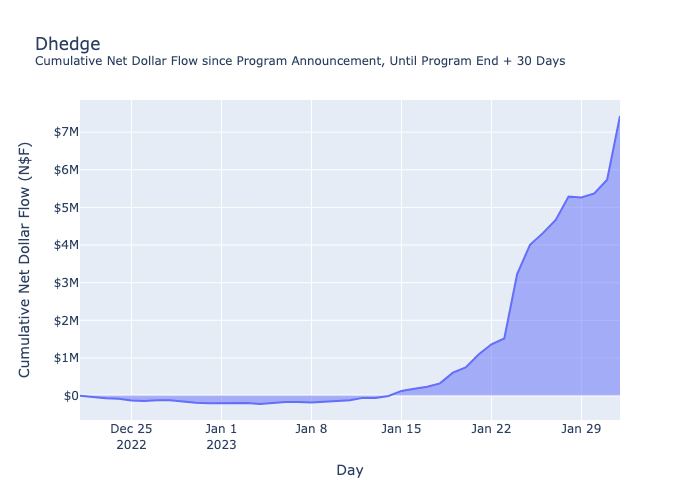 Dhedge
Cumulative Net Dollar Flow since Program Announcement, Until Program End + 30 Days
Cumulative Net Dollar Flow (N$F)
$7M
$6M
$5M
$4M
$3M
$2M
$1M
$0
Dec 25 Jan 1 Jan 8 Jan 15 Jan 22 Jan 29
2022 2023
Day